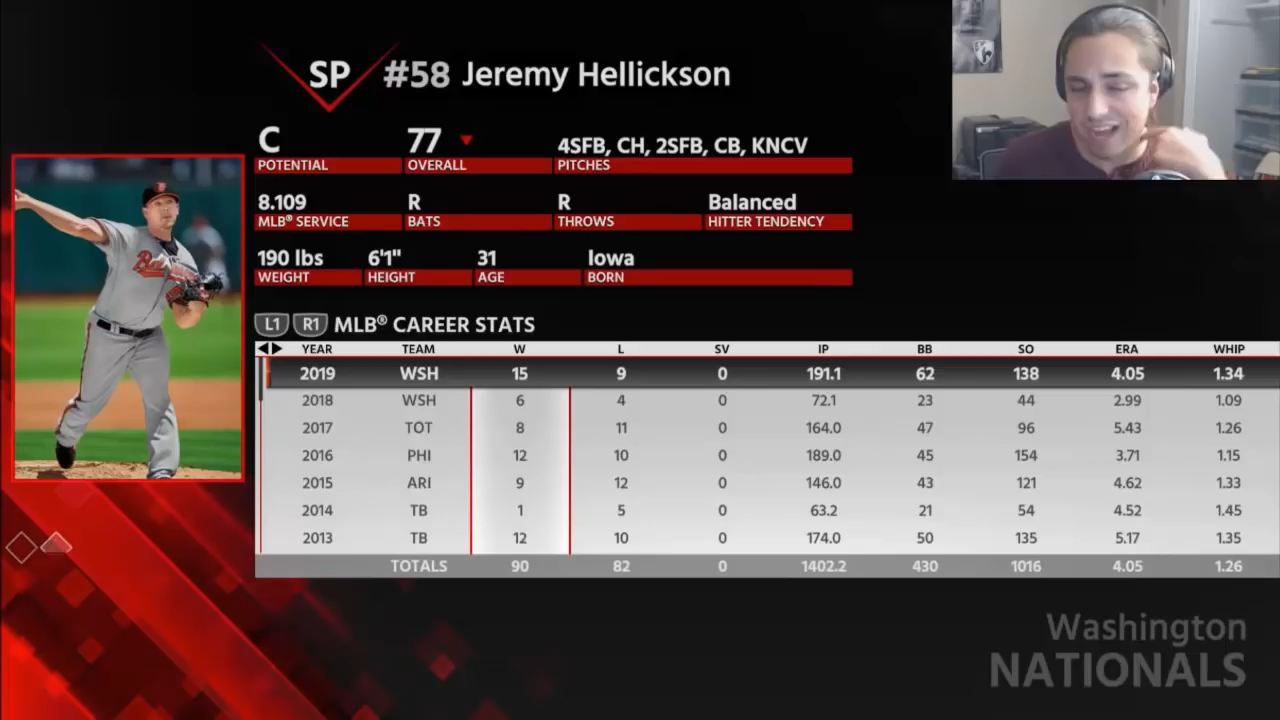 SP #58 Jeremy Hellickson
C 77 4SFB, CH, 2SFB, CB, KNCV
POTENTIAL OVERALL PITCHES
8.109 R R Balanced
MLB® SERVICE BATS THROWS HITTER TENDENCY
190 lbs 6'1" 31 Iowa
WEIGHT HEIGHT AGE BORN
L1 R1 MLB® CAREER STATS
YEAR TEAM W L SV IP BB SO ERA WHIP
2019 WSH 15 9 0 191.1 62 138 4.05 1.34
2018 WSH 6 4 0 72.1 23 44 2.99 1.09
2017 TOT 8 11 0 164.0 47 96 5.43 1.26
2016 PHI 12 10 0 189.0 45 154 3.71 1.15
2015 ARI 9 12 0 146.0 43 121 4.62 1.33
2014 TB 1 5 0 63.2 21 54 4.52 1.45
2013 TB 12 10 0 174.0 50 135 5.17 1.35
TOTALS 90 82 0 1402.2 430 1016 4.05 1.26
Washington
NATIONALS